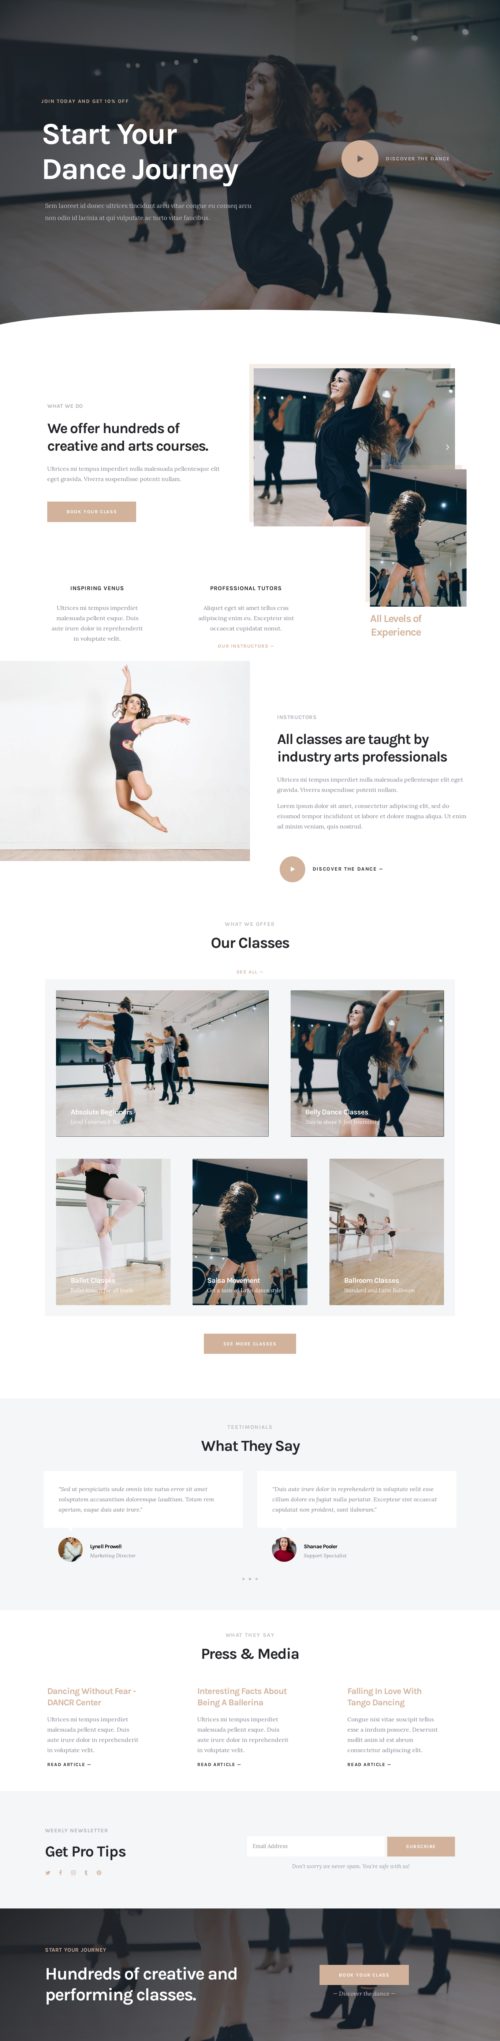 JOIN TODAY AND GET 10% OFF
Start Your
Dance Journey
Sem laoreet id donec ultrices tincidunt arcu vitae congue eu conseq arcu
non odio id lacinia at qui vulputate ac torto vitae faucibus.
DISCOVER THE DANCE
WHAT WE DO
We offer hundreds of
creative and arts courses.
Ultrices mi tempus imperdiet nulla malesuada pellentesque elit
eget gravida. Viverra suspendisse potenti nullam.
BOOK YOUR CLASS
INSPIRING VENUS
Ultrices mi tempus imperdiet
malesuada pellent esque. Duis
aute irure dolor in reprehenderit
in voluptate velit.
PROFESSIONAL TUTORS
Aliquet eget sit amet tellus cras
adipiscing enim eu. Excepteur sint
occaecat cupidatat nonut.
OUR INSTRUCTORS —
All Levels of
Experience
INSTRUCTORS
All classes are taught by
industry arts professionals
Ultrices mi tempus imperdiet nulla malesuada pellentesque elit eget
gravida. Viverra suspendisse potenti nullam.
Lorem ipsum dolor sit amet, consectetur adipiscing elit, sed do
eiusmod tempor incididunt ut labore et dolore magna aliqua. Ut enim
ad minim veniam, quis nostrud.
DISCOVER THE DANCE —
WHAT WE OFFER
Our Classes
SEE ALL —
Absolute Beginners
Belly Dance Classes
Ballet Classes
Salsa Movement
Ballroom Classes
Standard and Latin Ballroom
SEE MORE CLASSES
TESTIMONIALS
What They Say
"Sed ut perspiciatis unde omnis iste natus error sit amet
voluptatem accusantium doloremque laudatium. Totam rem
aperiam, eaque duis aute irure."
Lynell Prowell
Marketing Director
"Duis aute irure dolor in reprehenderit in voluptate velit esse
cillum dolore eu fugiat nulla pariatur. Excepteur sint occaecat
cupidatat non proident, sunt llaborum."
Shanae Pooler
Support Specialist
WHAT THEY SAY
Press & Media
Dancing Without Fear -
DANCR Center
Ultrices mi tempus imperdiet
malesuada pellent esque. Duis
aute irure dolor in reprehenderit
in voluptate velit.
READ ARTICLE —
Interesting Facts About
Being A Ballerina
Ultrices mi tempus imperdiet
malesuada pellent esque. Duis
aute irure dolor in reprehenderit
in voluptate velit.
READ ARTICLE —
Falling In Love With
Tango Dancing
Congue nisi vitae suscipit tellus
esse a irrdum posuere. Deserunt
mollit anim id est abrum
consectetur adipiscing elit.
READ ARTICLE —
WEEKLY NEWSLETTER
Get Pro Tips
Email Address
SUBSCRIBE
Don't worry we never spam. You're safe with us!
START YOUR JOURNEY
Hundreds of creative and
performing classes.
BOOK YOUR CLASS
— Discover the dance —